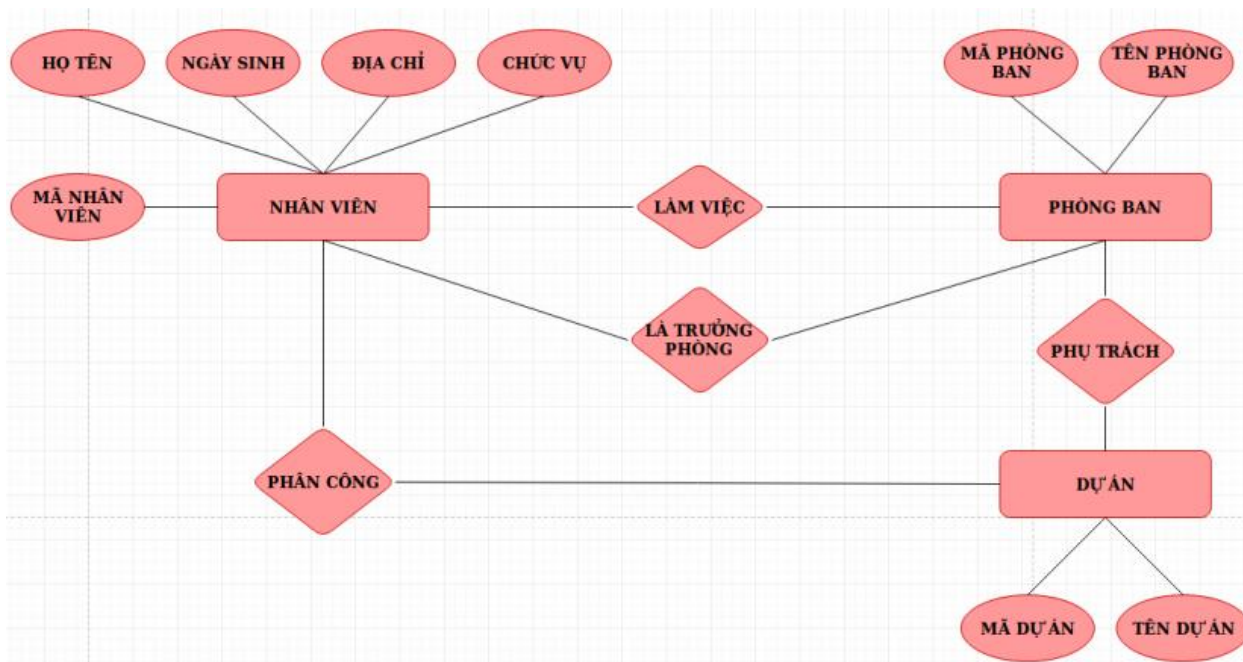 HỌ TÊN
NGÀY SINH
ĐỊA CHỈ
CHỨC VỤ
MÃ PHÒNG
BAN
TÊN PHÒNG
BAN
MÃ NHÂN
VIÊN
NHÂN VIÊN
LÀM VIỆC
PHÒNG BAN
LÀ TRƯỞNG
PHÒNG
PHỤ TRÁCH
PHÂN CÔNG
DỰ ÁN
MÃ DỰ ÁN
TÊN DỰ ÁN